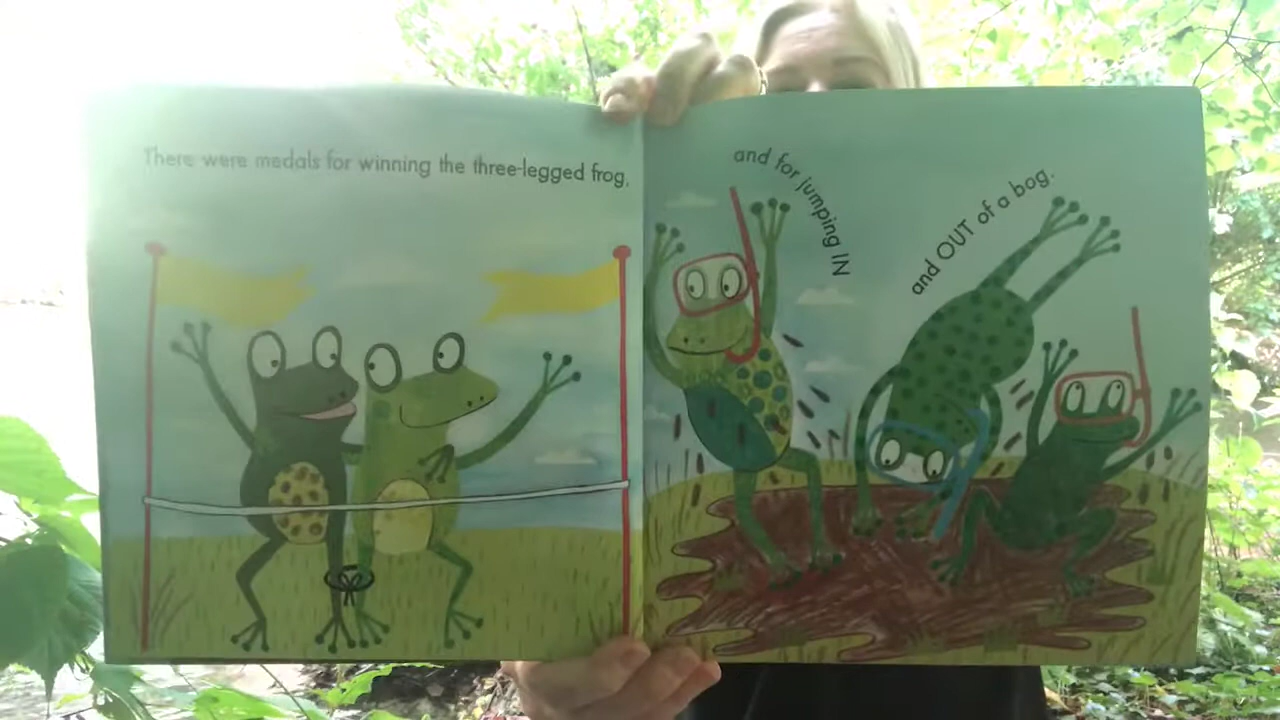 There were medals for winning the three-legged frog,
and for jumping IN
and OUT of a bog.